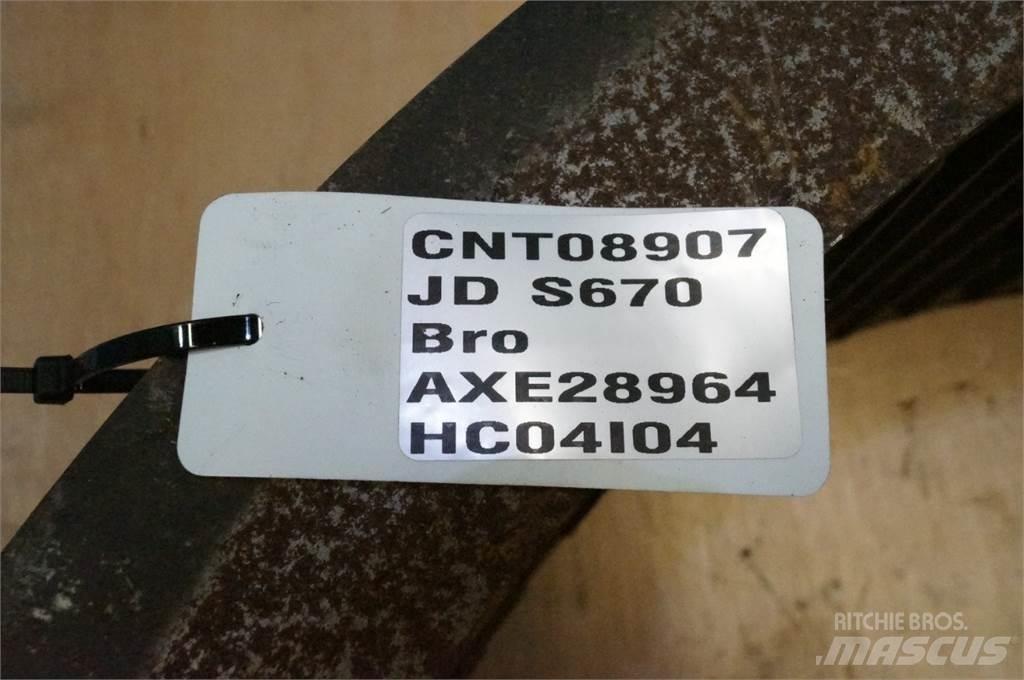 CNT08907
JD S670
Bro
AXE28964
HC04I04
RITCHIE BROS.
MASCUS